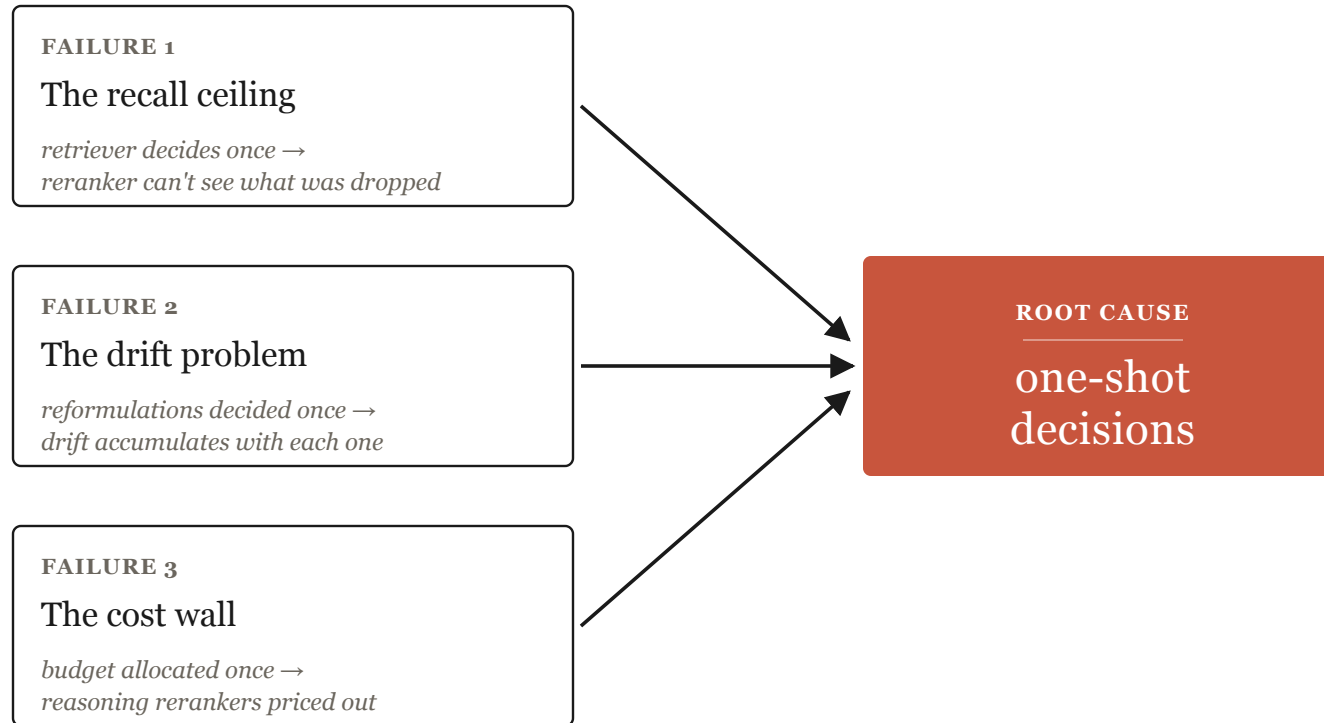 FAILURE 1
The recall ceiling
retriever decides once →
reranker can't see what was dropped
FAILURE 2
The drift problem
reformulations decided once →
drift accumulates with each one
FAILURE 3
The cost wall
budget allocated once →
reasoning rerankers priced out
ROOT CAUSE
one-shot
decisions